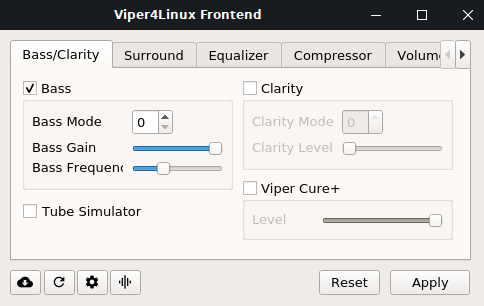 Viper4Linux Frontend
Bass/Clarity Surround Equalizer Compressor Volum
Bass
Bass Mode 0
Bass Gain
Bass Frequenc
Tube Simulator
Clarity
Clarity Mode 0
Clarity Level
Viper Cure+
Level
Reset Apply